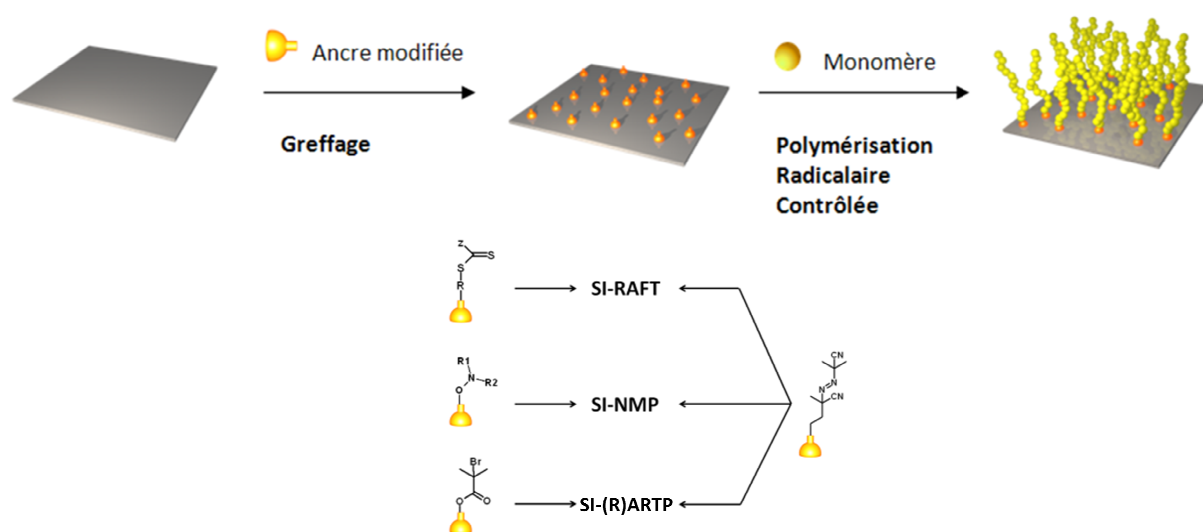 Ancre modifiée
Greffage
Monomère
Polymérisation
Radicalaire
Contrôlée
Z
S
S
R
SI-RAFT
R1
N
R2
O
SI-NMP
CN
N
N
CN
Br
O
O
SI-(R)ARTP